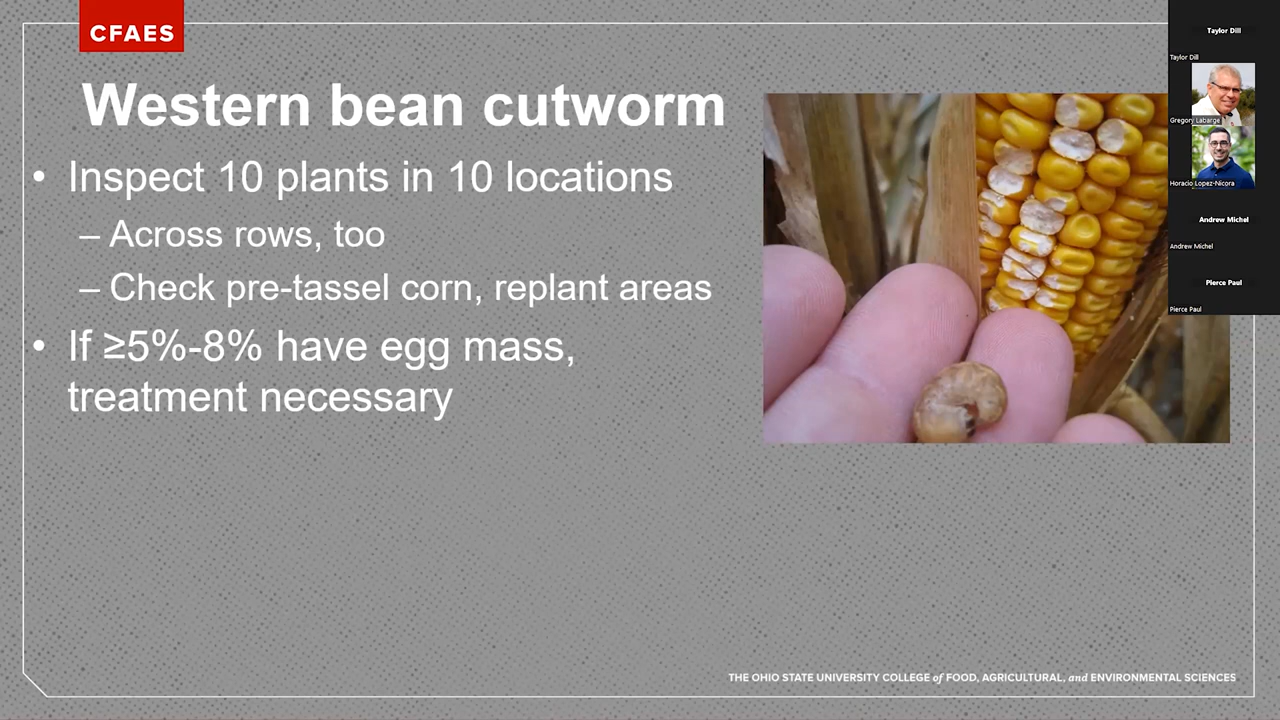 CFAES
Western bean cutworm
• Inspect 10 plants in 10 locations
– Across rows, too
– Check pre-tassel corn, replant areas
• If ≥5%-8% have egg mass,
treatment necessary
THE OHIO STATE UNIVERSITY COLLEGE of FOOD, AGRICULTURAL, and ENVIRONMENTAL SCIENCES
Taylor Dill
Taylor Dill
Gregory Labarge
Horacio Lopez-Nicora
Andrew Michel
Andrew Michel
Pierce Paul
Pierce Paul